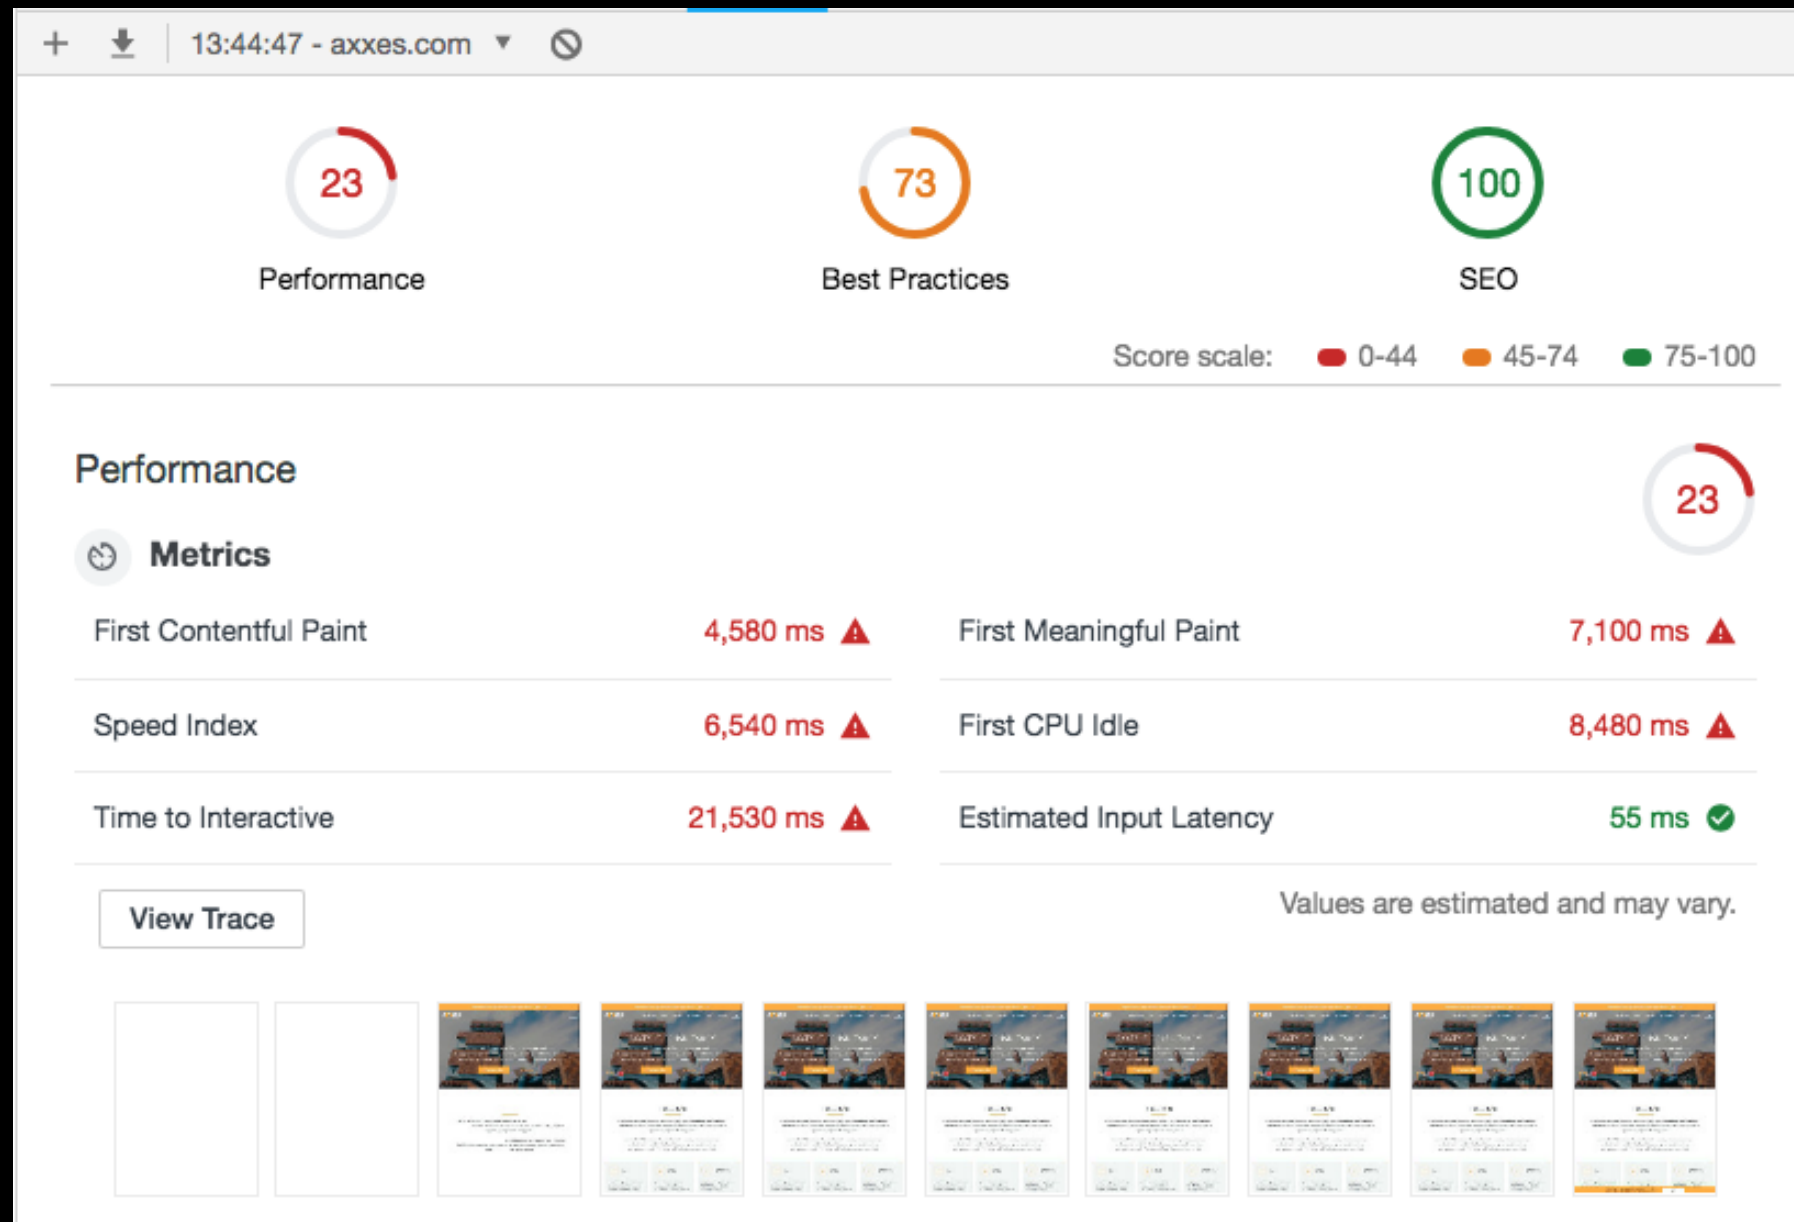 13:44:47 - axxes.com
23
73
100
Performance
Best Practices
SEO
Score scale: 0-44 45-74 75-100
Performance
23
Metrics
First Contentful Paint 4,580 ms
First Meaningful Paint 7,100 ms
Speed Index 6,540 ms
First CPU Idle 8,480 ms
Time to Interactive 21,530 ms
Estimated Input Latency 55 ms
View Trace
Values are estimated and may vary.